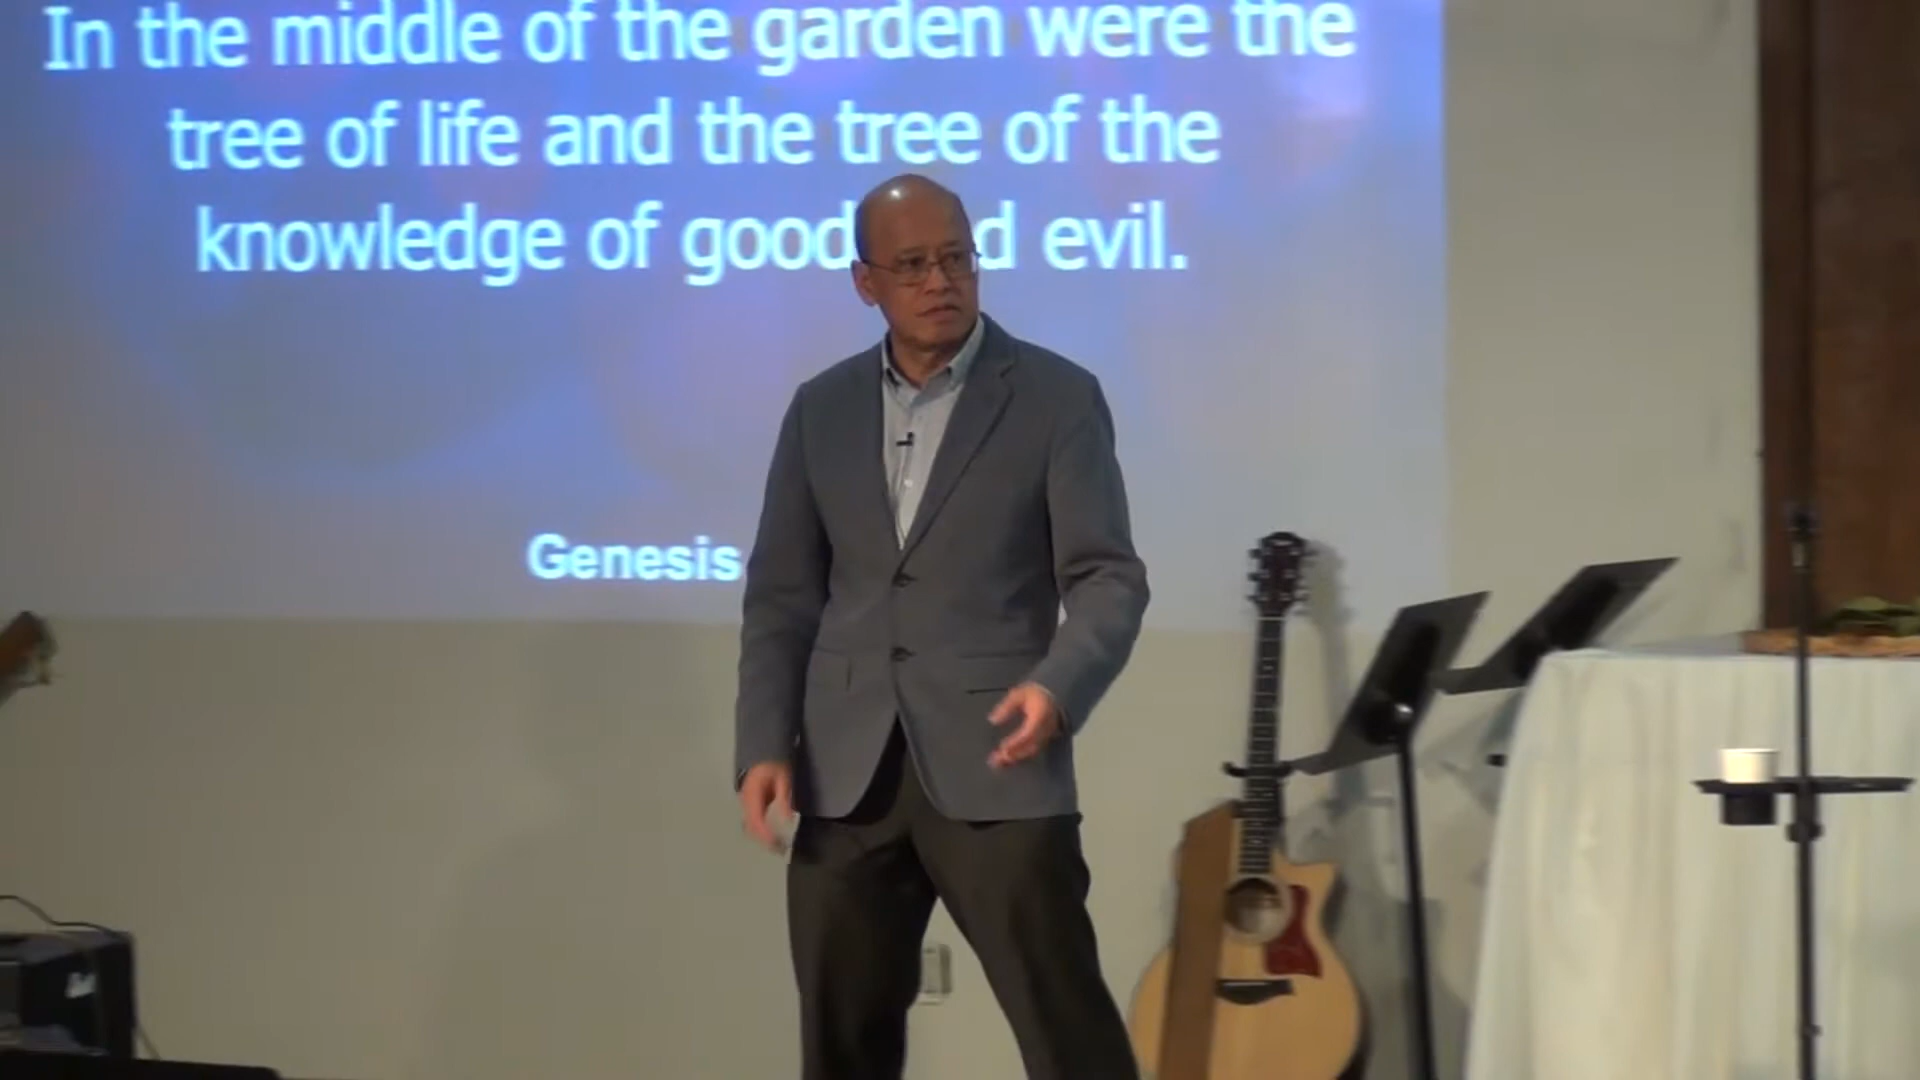 In the middle of the garden were the
tree of life and the tree of the
knowledge of good d evil.
Genesis